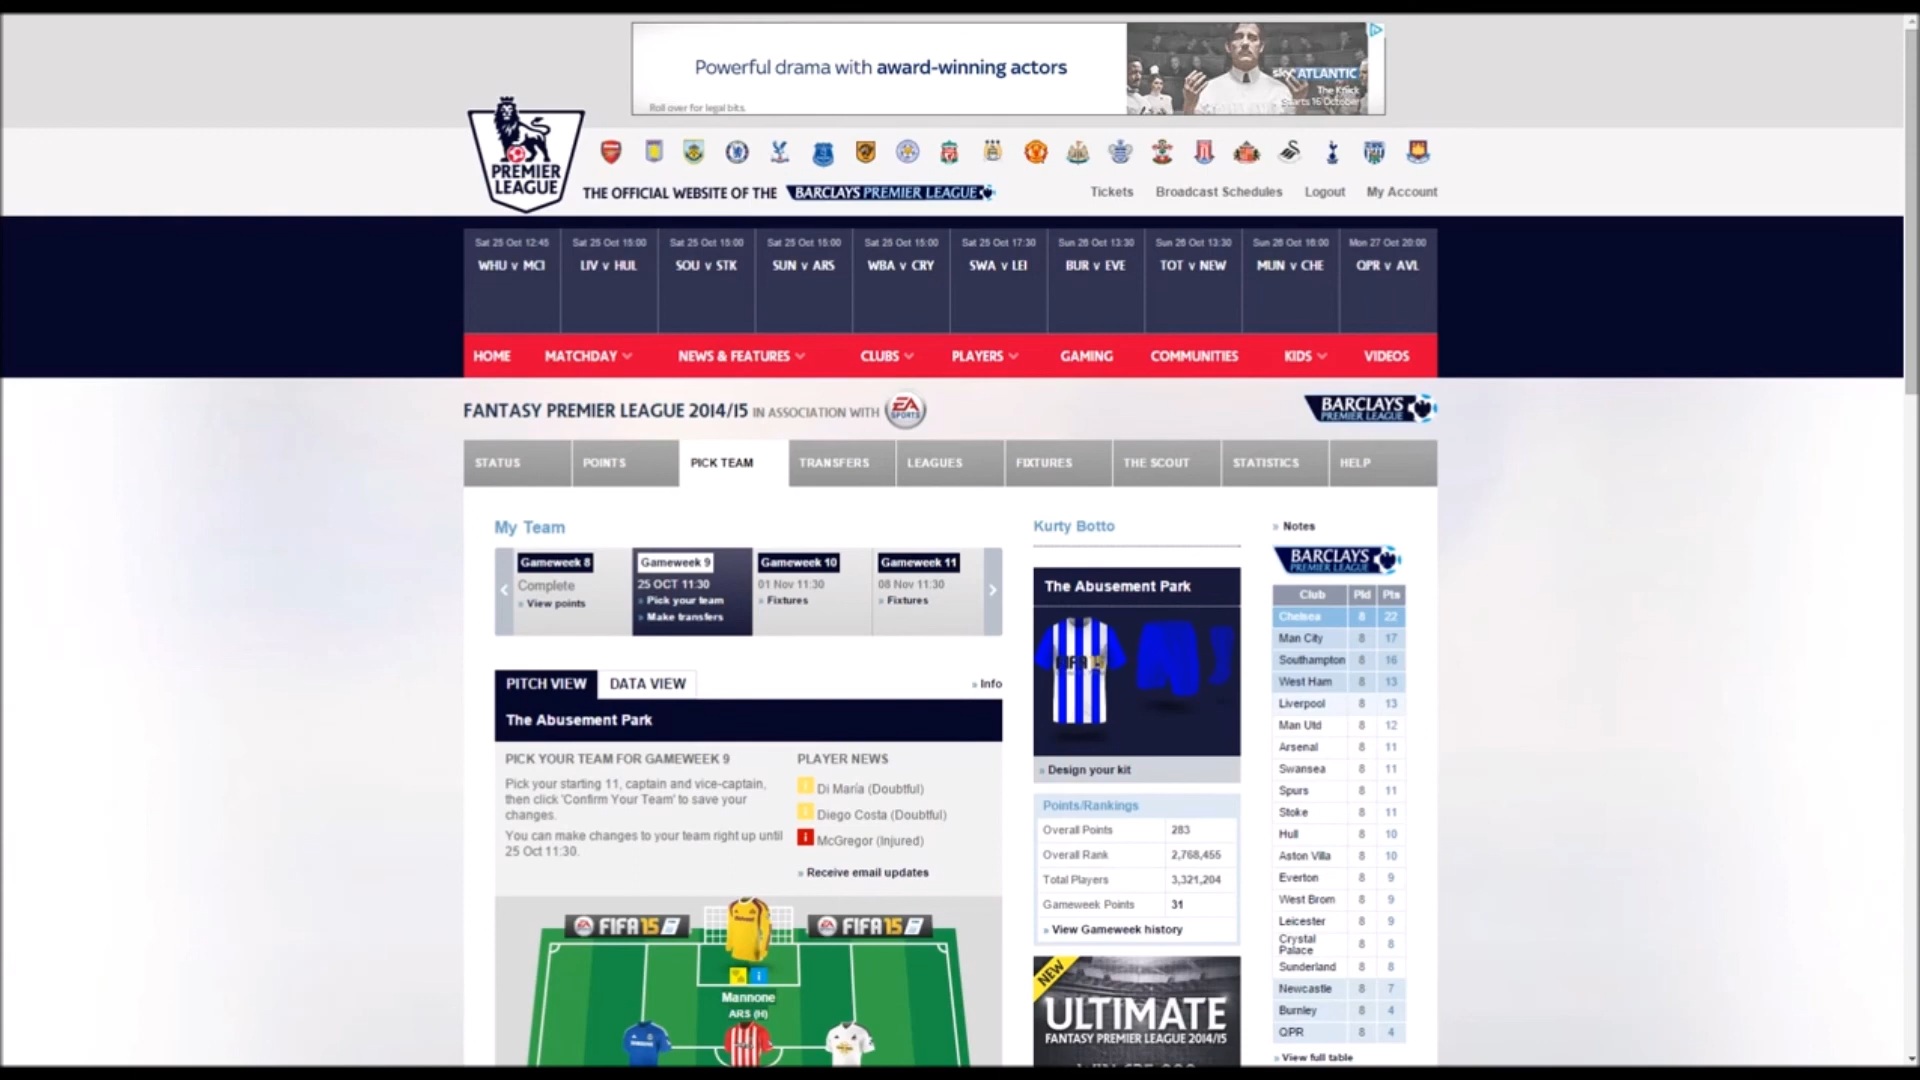 Powerful drama with award-winning actors
Roll over for legal bits.
sky ATLANTIC
The Knick
Starts 16 October
PREMIER
LEAGUE
THE OFFICIAL WEBSITE OF THE BARCLAYS PREMIER LEAGUE
Tickets Broadcast Schedules Logout My Account
Sat 25 Oct 12:45 Sat 25 Oct 15:00 Sat 25 Oct 15:00 Sat 25 Oct 15:00 Sat 25 Oct 15:00 Sat 25 Oct 17:30 Sun 26 Oct 13:30 Sun 26 Oct 13:30 Sun 26 Oct 16:00 Mon 27 Oct 20:00
WHU v MCI LIV v HUL SOU v STK SUN v ARS WBA v CRY SWA v LEI BUR v EVE TOT v NEW MUN v CHE QPR v AVL
HOME MATCHDAY NEWS & FEATURES CLUBS PLAYERS GAMING COMMUNITIES KIDS VIDEOS
FANTASY PREMIER LEAGUE 2014/15 IN ASSOCIATION WITH EA SPORTS
BARCLAYS
PREMIER LEAGUE
STATUS POINTS PICK TEAM TRANSFERS LEAGUES FIXTURES THE SCOUT STATISTICS HELP
My Team
Gameweek 8 Gameweek 9 Gameweek 10 Gameweek 11
Complete 25 OCT 11:30 01 Nov 11:30 08 Nov 11:30
» View points » Pick your team » Fixtures » Fixtures
» Make transfers
PITCH VIEW DATA VIEW » Info
The Abusement Park
PICK YOUR TEAM FOR GAMEWEEK 9
Pick your starting 11, captain and vice-captain,
then click 'Confirm Your Team' to save your
changes.
You can make changes to your team right up until
25 Oct 11:30.
PLAYER NEWS
Di María (Doubtful)
Diego Costa (Doubtful)
McGregor (Injured)
» Receive email updates
EA SPORTS FIFA 15 EA SPORTS FIFA 15
Mannone
ARS (H)
SAMSUNG
Kurty Botto
The Abusement Park
FIFA 15
» Design your kit
Points/Rankings
Overall Points 283
Overall Rank 2,768,455
Total Players 3,321,204
Gameweek Points 31
» View Gameweek history
NEW
ULTIMATE
FANTASY PREMIER LEAGUE 2014/15
» Notes
BARCLAYS
PREMIER LEAGUE
Club Pld Pts
Chelsea 8 22
Man City 8 17
Southampton 8 16
West Ham 8 13
Liverpool 8 13
Man Utd 8 12
Arsenal 8 11
Swansea 8 11
Spurs 8 11
Stoke 8 11
Hull 8 10
Aston Villa 8 10
Everton 8 9
West Brom 8 9
Leicester 8 9
Crystal
Palace 8 8
Sunderland 8 8
Newcastle 8 7
Burnley 8 4
QPR 8 4
» View full table